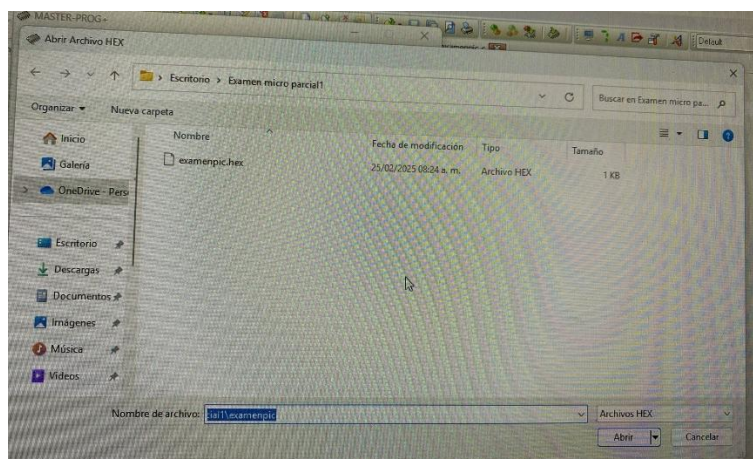 MASTER-PROG+
Default
Abrir Archivo HEX
Escritorio > Examen micro parcial1
Buscar en Examen micro pa...
Organizar
Nueva carpeta
Nombre
Fecha de modificación
Tipo
Tamaño
examenpic.hex
25/02/2025 08:24 a. m.
Archivo HEX
1 KB
Inicio
Galería
OneDrive - Pers
Escritorio
Descargas
Documentos
Imágenes
Música
Videos
Nombre de archivo:
cial1\examenpic
Archivos HEX
Abrir
Cancelar